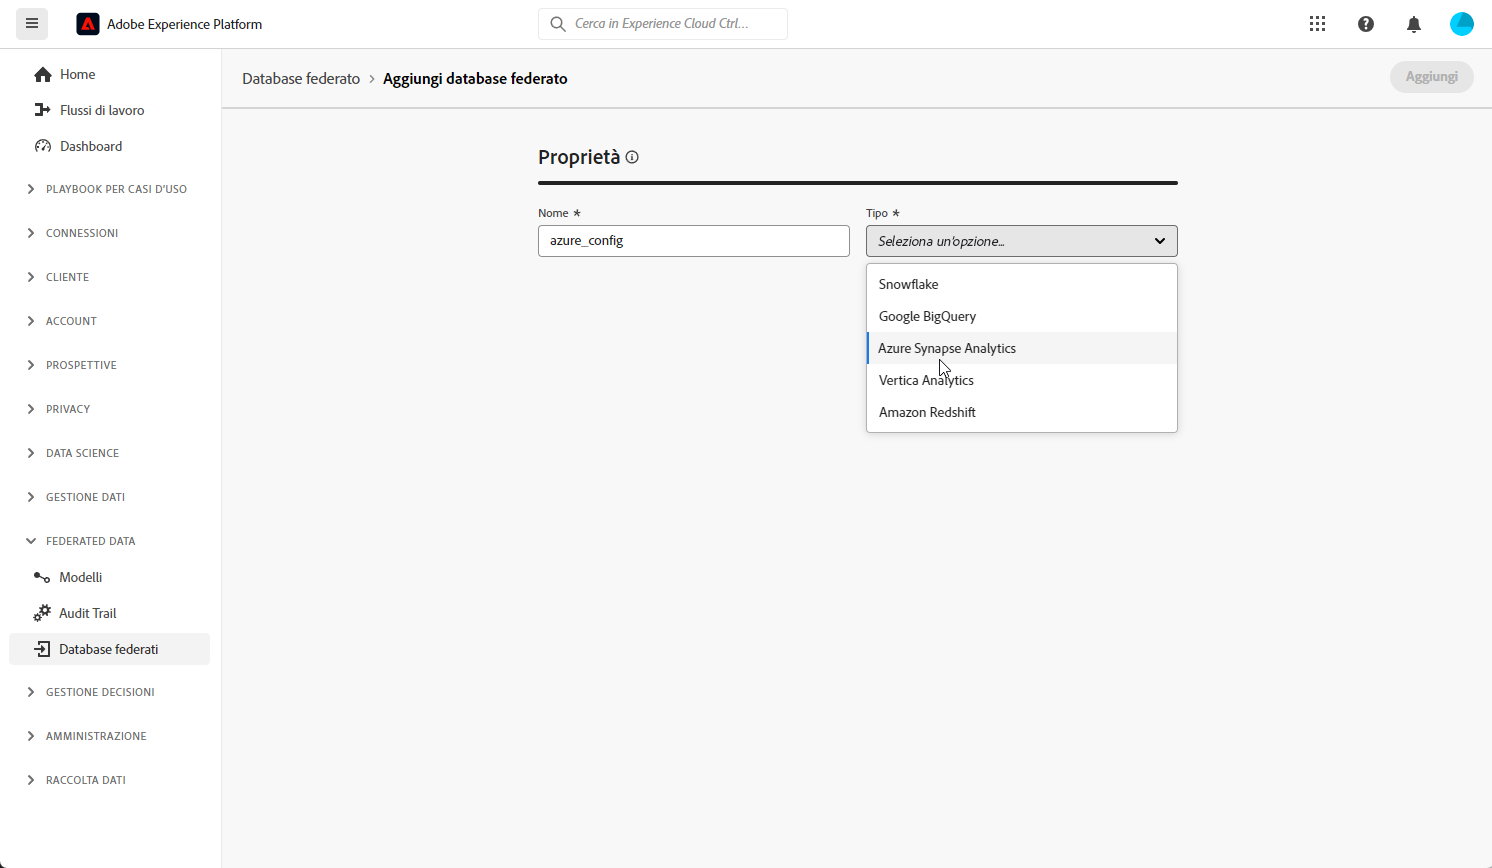 Adobe Experience Platform
Cerca in Experience Cloud Ctrl...
Home
Flussi di lavoro
Dashboard
PLAYBOOK PER CASI D'USO
CONNESSIONI
CLIENTE
ACCOUNT
PROSPETTIVE
PRIVACY
DATA SCIENCE
GESTIONE DATI
FEDERATED DATA
Modelli
Audit Trail
Database federati
GESTIONE DECISIONI
AMMINISTRAZIONE
RACCOLTA DATI
Database federato > Aggiungi database federato
Aggiungi
Proprietà
Nome *
azure_config
Tipo *
Seleziona un'opzione...
Snowflake
Google BigQuery
Azure Synapse Analytics
Vertica Analytics
Amazon Redshift